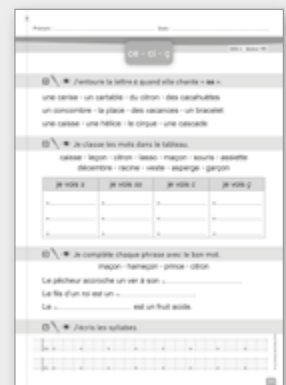 Prénom :
Date :
ce - ci - ç
J'entoure la lettre c quand elle chante « ss ».
une cerise - un cartable - du citron - des cacahuètes
un concombre - la place - des vacances - un bracelet
une caisse - une hélice - le cirque - une cascade
Je classe les mots dans le tableau.
caisse - leçon - citron - lasso - maçon - souris - assiette
décembre - racine - veste - asperge - garçon
je vois s
je vois ss
je vois c
je vois ç
Je complète chaque phrase avec le bon mot.
maçon - hameçon - prince - citron
Le pêcheur accroche un ver à son
Le fils d'un roi est un
Le
est un fruit acide.
J'écris les syllabes.